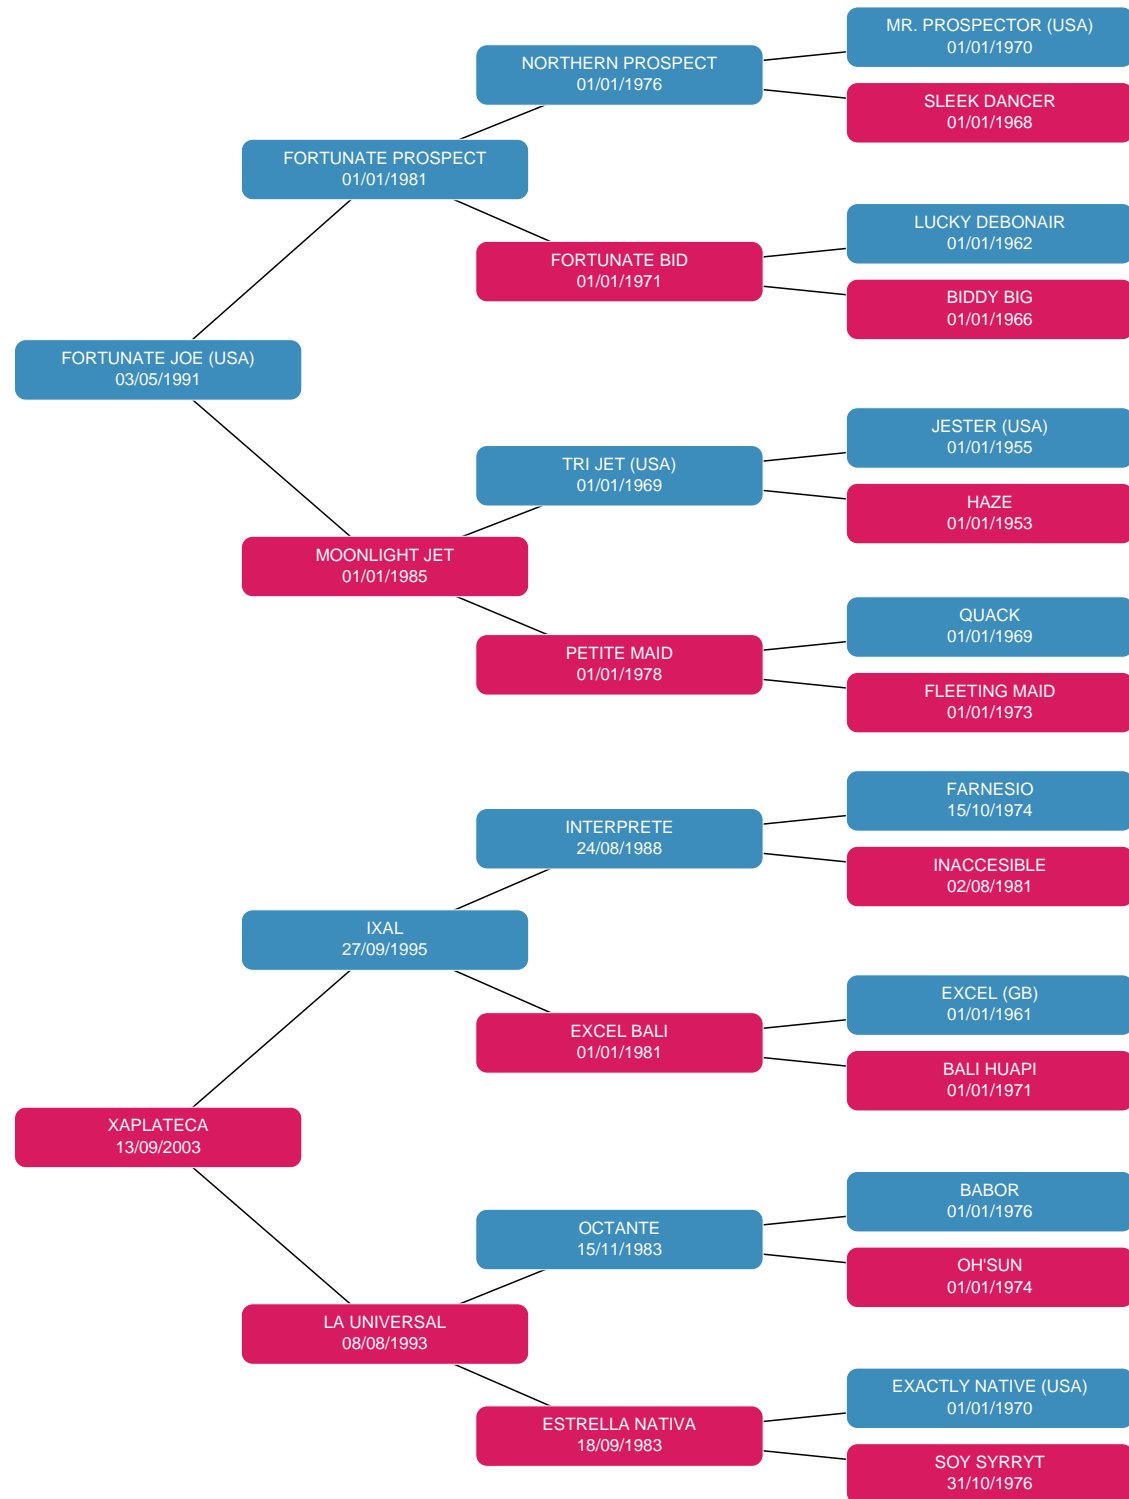 MR. PROSPECTOR (USA)
01/01/1970
NORTHERN PROSPECT
01/01/1976
SLEEK DANCER
01/01/1968
FORTUNATE PROSPECT
01/01/1981
LUCKY DEBONAIR
01/01/1962
FORTUNATE BID
01/01/1971
BIDDY BIG
01/01/1966
FORTUNATE JOE (USA)
03/05/1991
JESTER (USA)
01/01/1955
TRI JET (USA)
01/01/1969
HAZE
01/01/1953
MOONLIGHT JET
01/01/1985
QUACK
01/01/1969
PETITE MAID
01/01/1978
FLEETING MAID
01/01/1973
FARNESIO
15/10/1974
INTERPRETE
24/08/1988
INACCESIBLE
02/08/1981
IXAL
27/09/1995
EXCEL (GB)
01/01/1961
EXCEL BALI
01/01/1981
BALI HUAPI
01/01/1971
XAPLATECA
13/09/2003
BABOR
01/01/1976
OCTANTE
15/11/1983
OH'SUN
01/01/1974
LA UNIVERSAL
08/08/1993
EXACTLY NATIVE (USA)
01/01/1970
ESTRELLA NATIVA
18/09/1983
SOY SYRRYT
31/10/1976